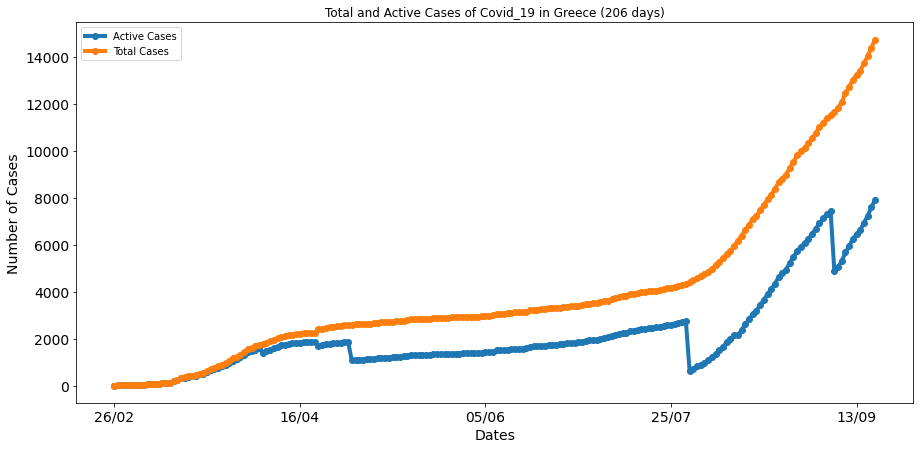 Total and Active Cases of Covid_19 in Greece (206 days)
Active Cases
Total Cases
14000
12000
10000
8000
6000
4000
2000
0
Number of Cases
26/02 16/04 05/06 25/07 13/09
Dates